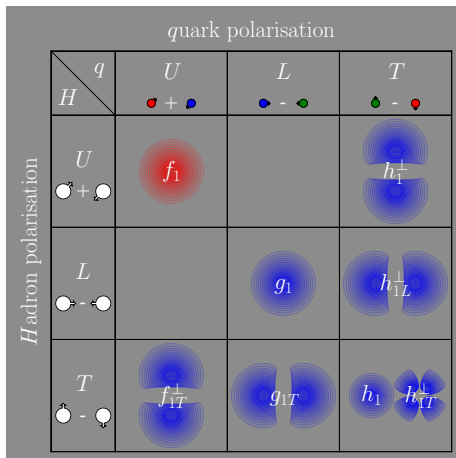 quark polarisation
q
H
U
+
L
-
T
-
Hadron polarisation
U
+
f₁
h₁^⊥
L
-
g₁
h₁L^⊥
T
-
f₁T^⊥
g₁T
h₁ h₁T^⊥